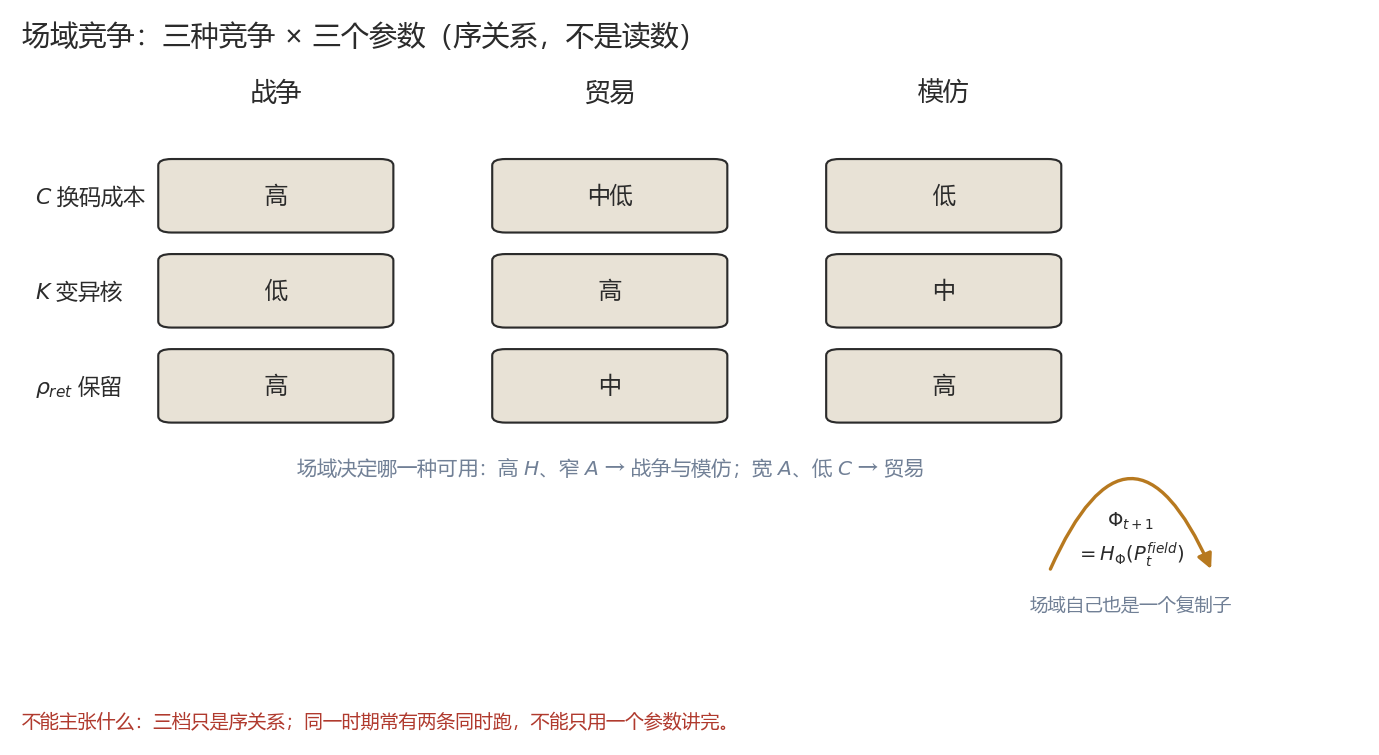 场域竞争：三种竞争 × 三个参数（序关系，不是读数）
战争 贸易 模仿
C 换码成本 高 中低 低
K 变异核 低 高 中
ρ_ret 保留 高 中 高
场域决定哪一种可用：高 H、窄 A → 战争与模仿；宽 A、低 C → 贸易
Φ_{t+1}
= H_Φ(P_t^{field})
场域自己也是一个复制子
不能主张什么：三档只是序关系；同一时期常有两条同时跑，不能只用一个参数讲完。